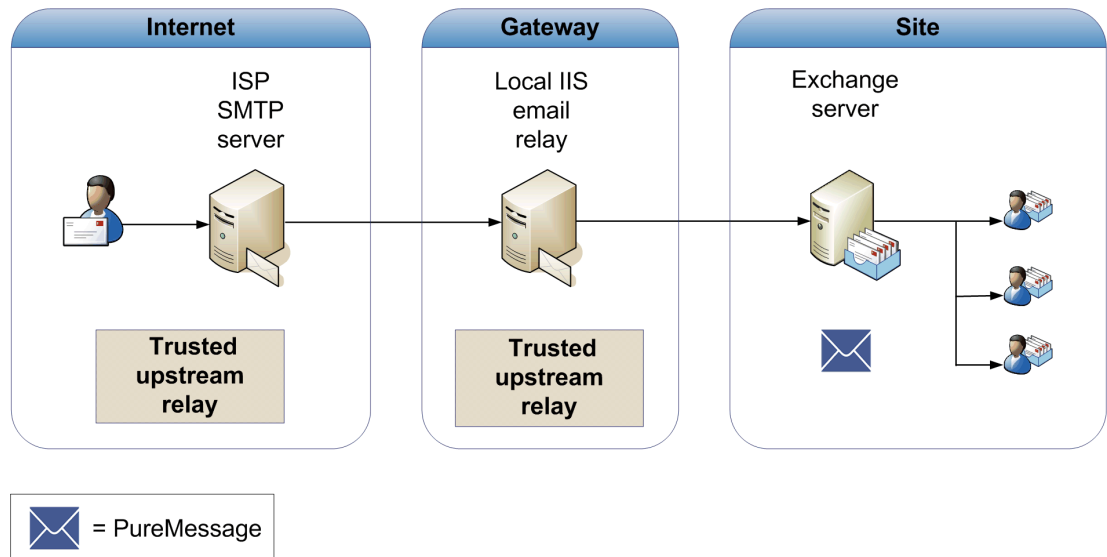 Internet
ISP
SMTP
server
Trusted
upstream
relay
Gateway
Local IIS
email
relay
Trusted
upstream
relay
Site
Exchange
server
= PureMessage